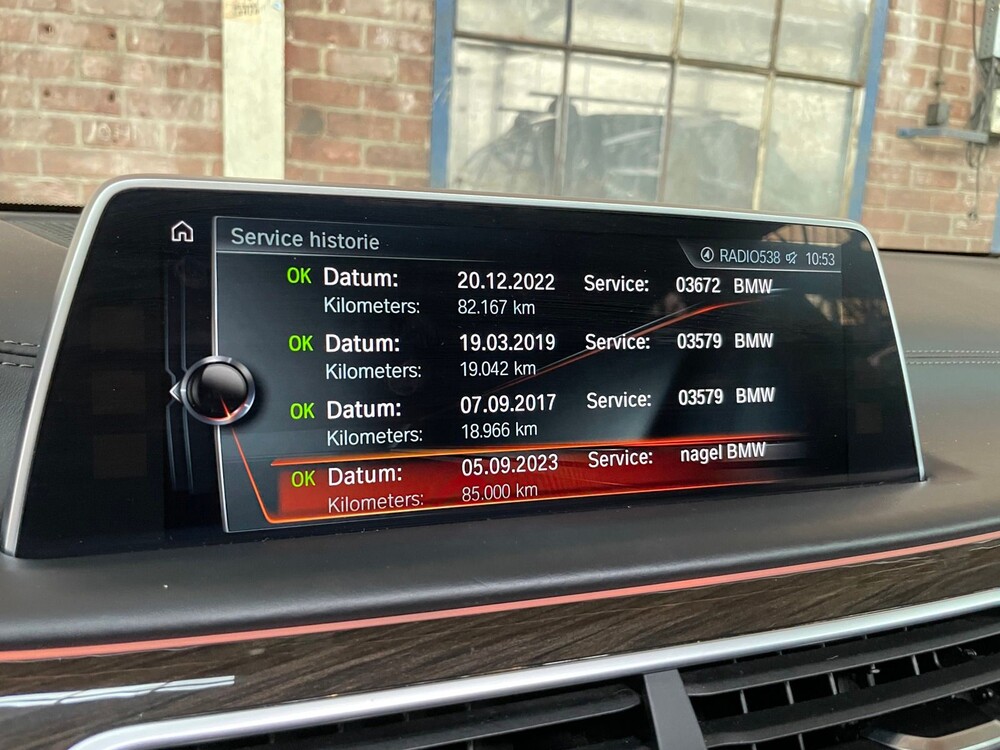 Service historie
4 RADIO538 10:53
OK Datum: 20.12.2022 Service: 03672 BMW
Kilometers: 82.167 km
OK Datum: 19.03.2019 Service: 03579 BMW
Kilometers: 19.042 km
OK Datum: 07.09.2017 Service: 03579 BMW
Kilometers: 18.966 km
OK Datum: 05.09.2023 Service: nagel BMW
Kilometers: 85.000 km